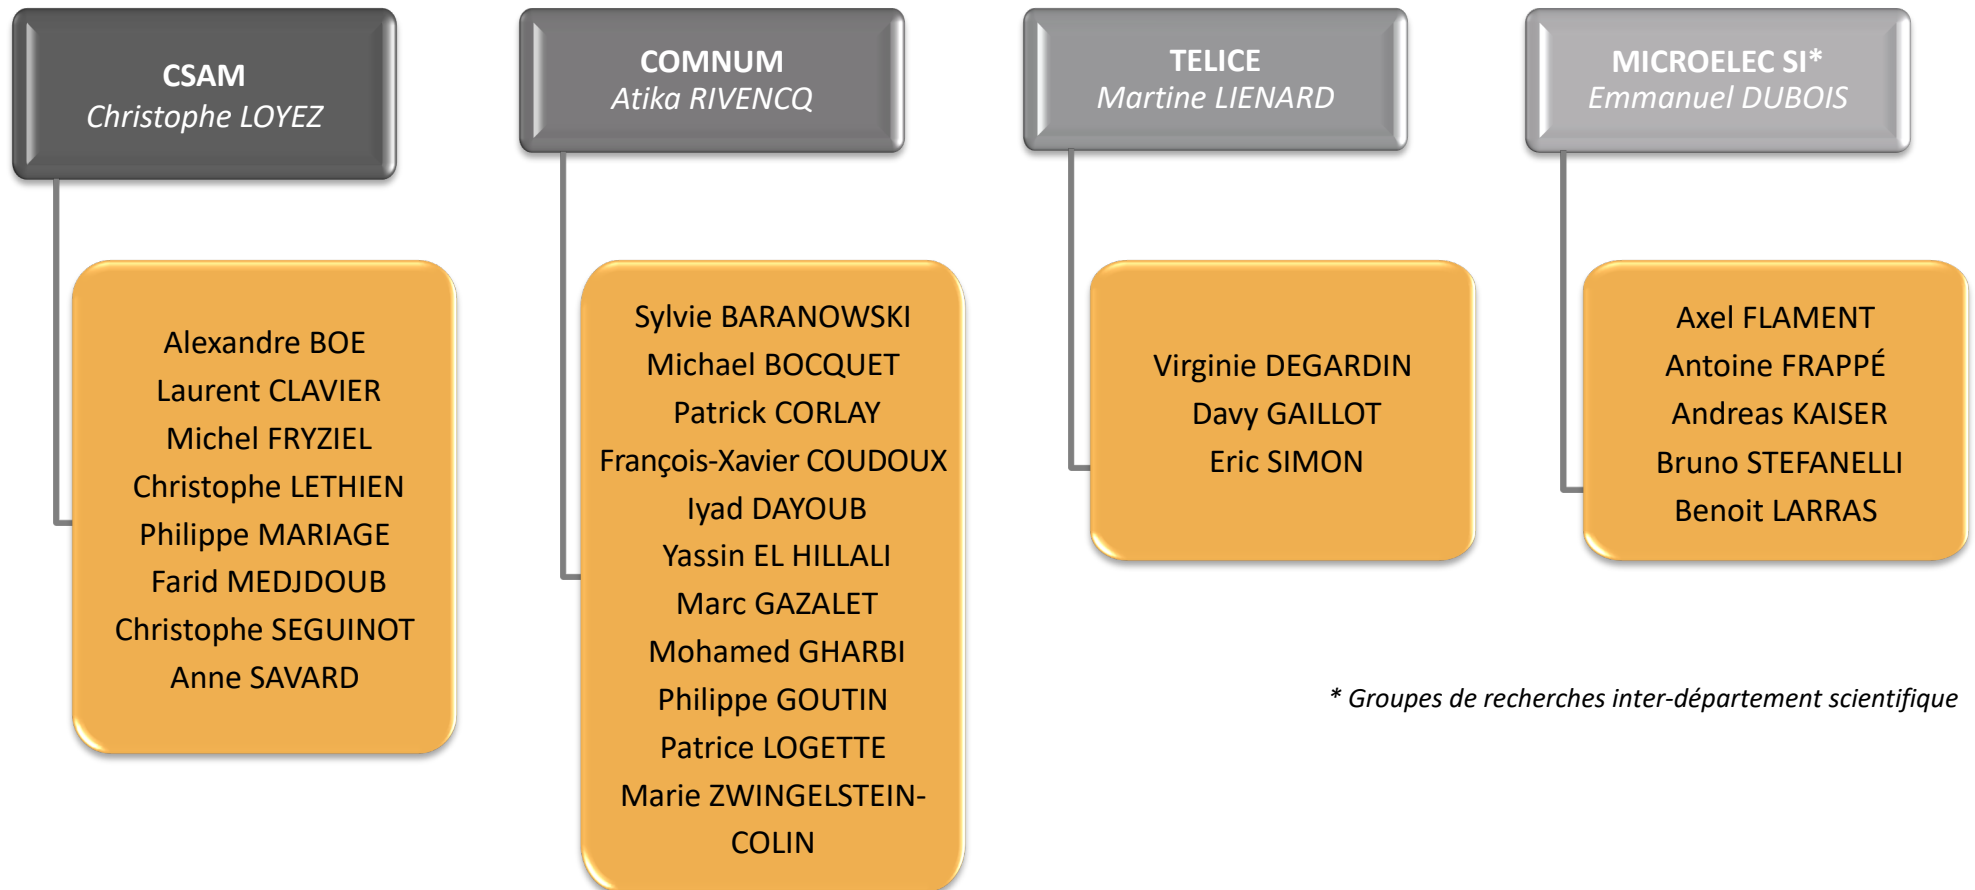 CSAM
Christophe LOYEZ
Alexandre BOE
Laurent CLAVIER
Michel FRYZIEL
Christophe LETHIEN
Philippe MARIAGE
Farid MEDJDOUB
Christophe SEGUINOT
Anne SAVARD
COMNUM
Atika RIVENCQ
Sylvie BARANOWSKI
Michael BOCQUET
Patrick CORLAY
François-Xavier COUDOUX
Iyad DAYOUB
Yassin EL HILLALI
Marc GAZALET
Mohamed GHARBI
Philippe GOUTIN
Patrice LOGETTE
Marie ZWINGELSTEIN-
COLIN
TELICE
Martine LIENARD
Virginie DEGARDIN
Davy GAILLOT
Eric SIMON
MICROELEC SI*
Emmanuel DUBOIS
Axel FLAMENT
Antoine FRAPPÉ
Andreas KAISER
Bruno STEFANELLI
Benoit LARRAS
* Groupes de recherches inter-département scientifique